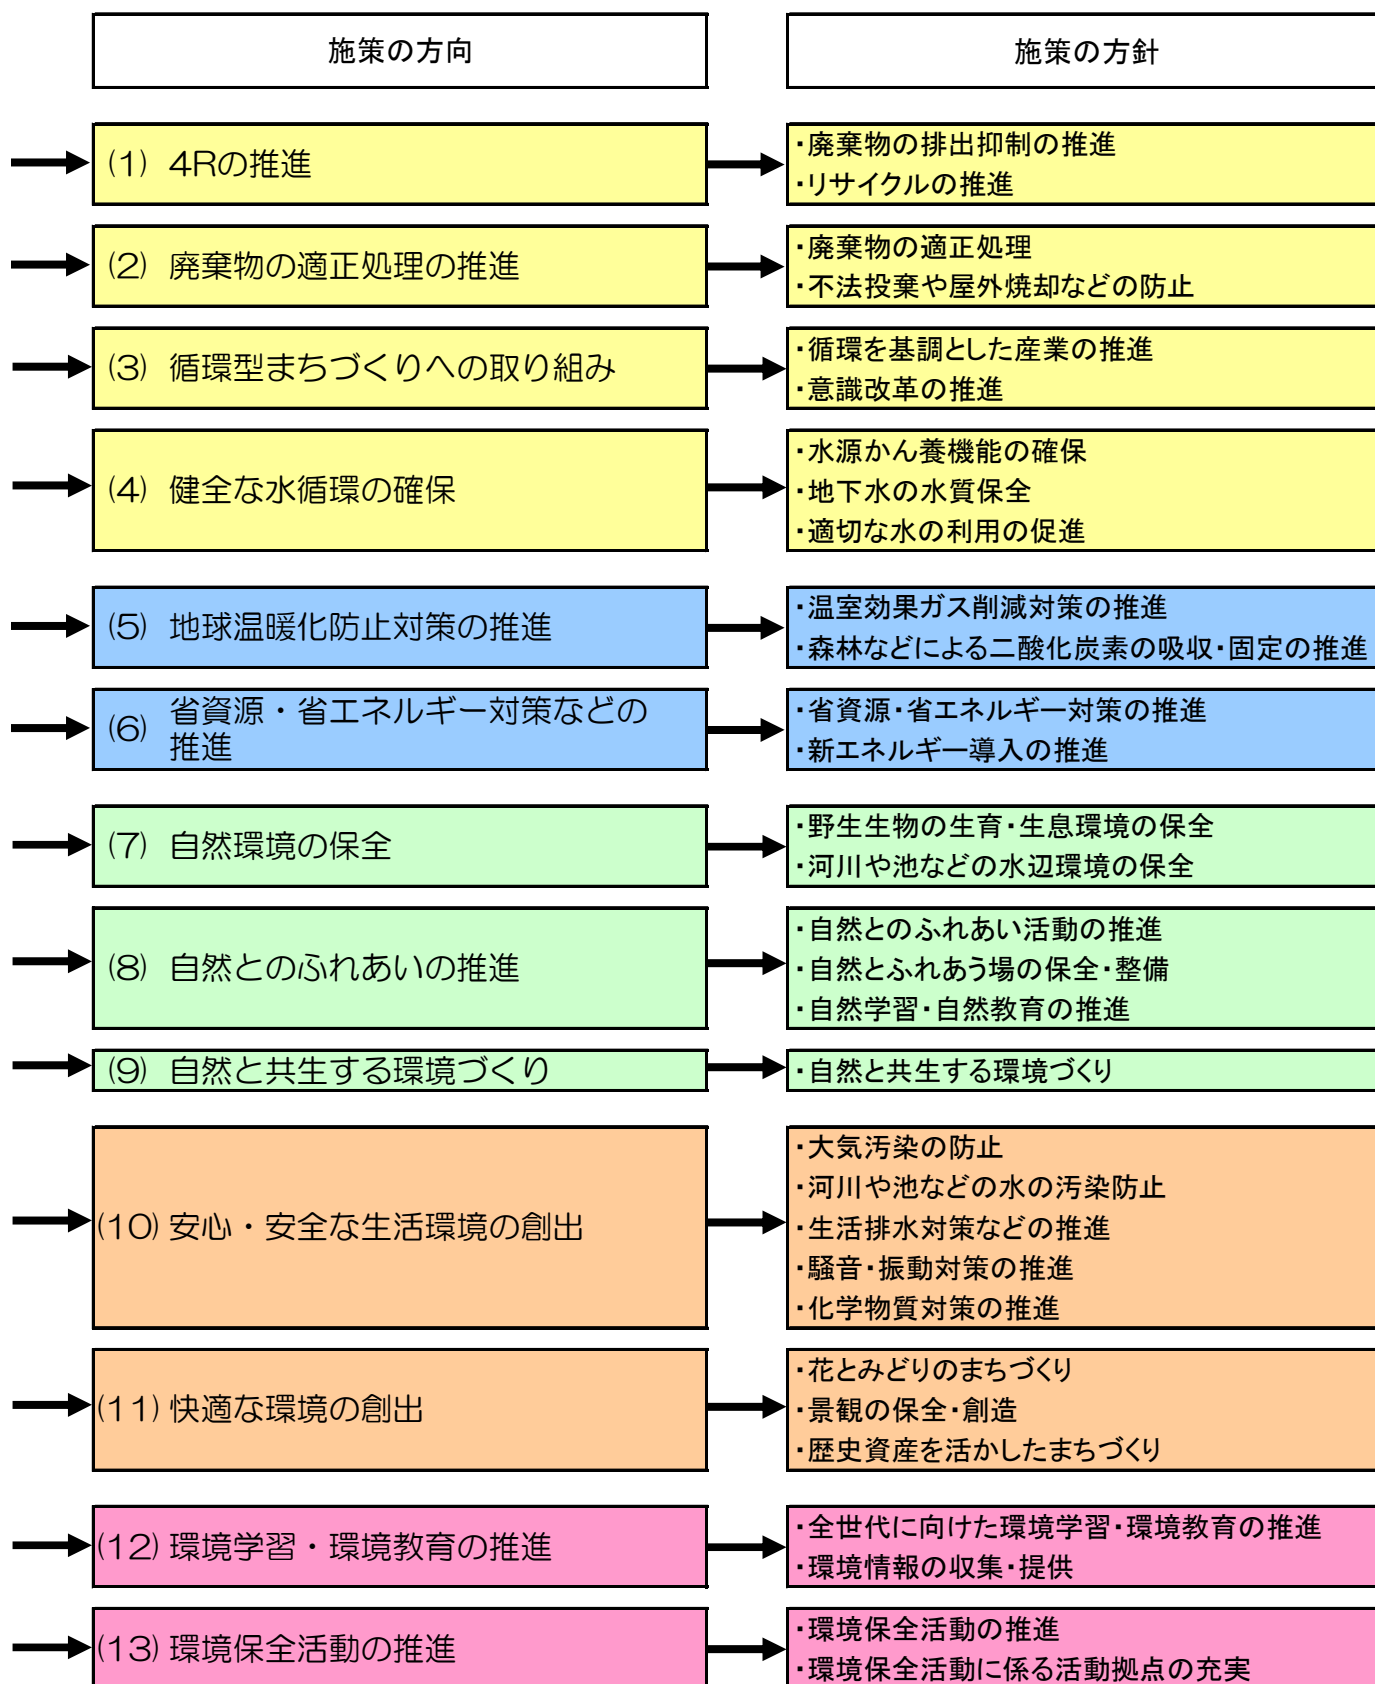 施策の方向
施策の方針
(1) 4Rの推進
・廃棄物の排出抑制の推進
・リサイクルの推進
(2) 廃棄物の適正処理の推進
・廃棄物の適正処理
・不法投棄や屋外焼却などの防止
(3) 循環型まちづくりへの取り組み
・循環を基調とした産業の推進
・意識改革の推進
(4) 健全な水循環の確保
・水源かん養機能の確保
・地下水の水質保全
・適切な水の利用の促進
(5) 地球温暖化防止対策の推進
・温室効果ガス削減対策の推進
・森林などによる二酸化炭素の吸収・固定の推進
(6) 省資源・省エネルギー対策などの
推進
・省資源・省エネルギー対策の推進
・新エネルギー導入の推進
(7) 自然環境の保全
・野生生物の生育・生息環境の保全
・河川や池などの水辺環境の保全
(8) 自然とのふれあいの推進
・自然とのふれあい活動の推進
・自然とふれあう場の保全・整備
・自然学習・自然教育の推進
(9) 自然と共生する環境づくり
・自然と共生する環境づくり
(10) 安心・安全な生活環境の創出
・大気汚染の防止
・河川や池などの水の汚染防止
・生活排水対策などの推進
・騒音・振動対策の推進
・化学物質対策の推進
(11) 快適な環境の創出
・花とみどりのまちづくり
・景観の保全・創造
・歴史資産を活かしたまちづくり
(12) 環境学習・環境教育の推進
・全世代に向けた環境学習・環境教育の推進
・環境情報の収集・提供
(13) 環境保全活動の推進
・環境保全活動の推進
・環境保全活動に係る活動拠点の充実